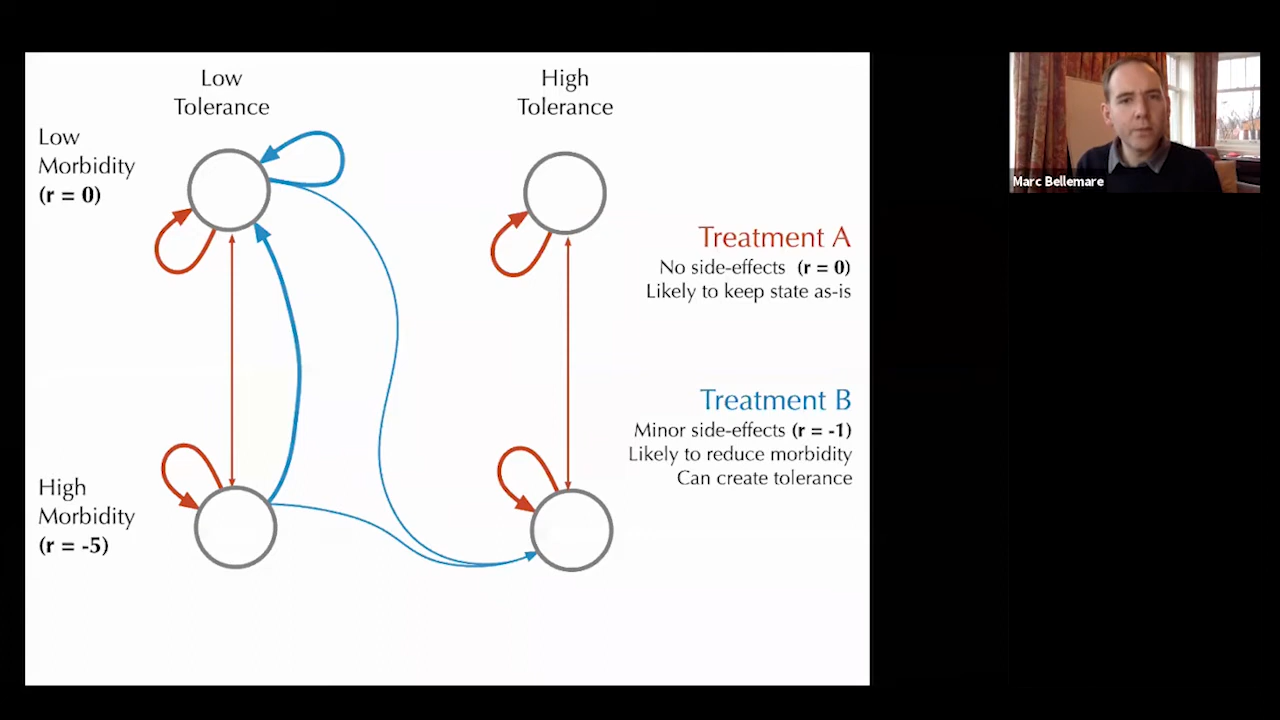 Low
Tolerance
High
Tolerance
Low
Morbidity
(r = 0)
Treatment A
No side-effects (r = 0)
Likely to keep state as-is
Treatment B
Minor side-effects (r = -1)
Likely to reduce morbidity
Can create tolerance
High
Morbidity
(r = -5)
Marc Bellemare